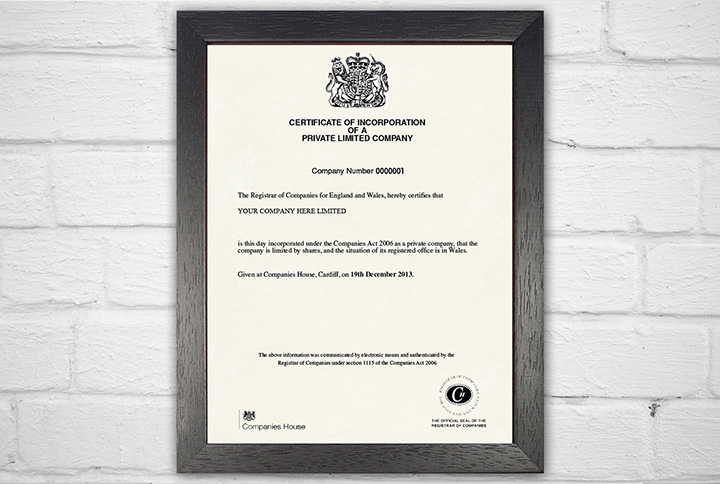 CERTIFICATE OF INCORPORATION
OF A
PRIVATE LIMITED COMPANY
Company Number 0000001
The Registrar of Companies for England and Wales, hereby certifies that
YOUR COMPANY HERE LIMITED
is this day incorporated under the Companies Act 2006 as a private company, that the
company is limited by shares, and the situation of its registered office is in Wales.
Given at Companies House, Cardiff, on 19th December 2013.
The above information was communicated by electronic means and authenticated by the
Registrar of Companies under section 1115 of the Companies Act 2006
Companies House
CH
THE OFFICIAL SEAL OF THE
REGISTRAR OF COMPANIES